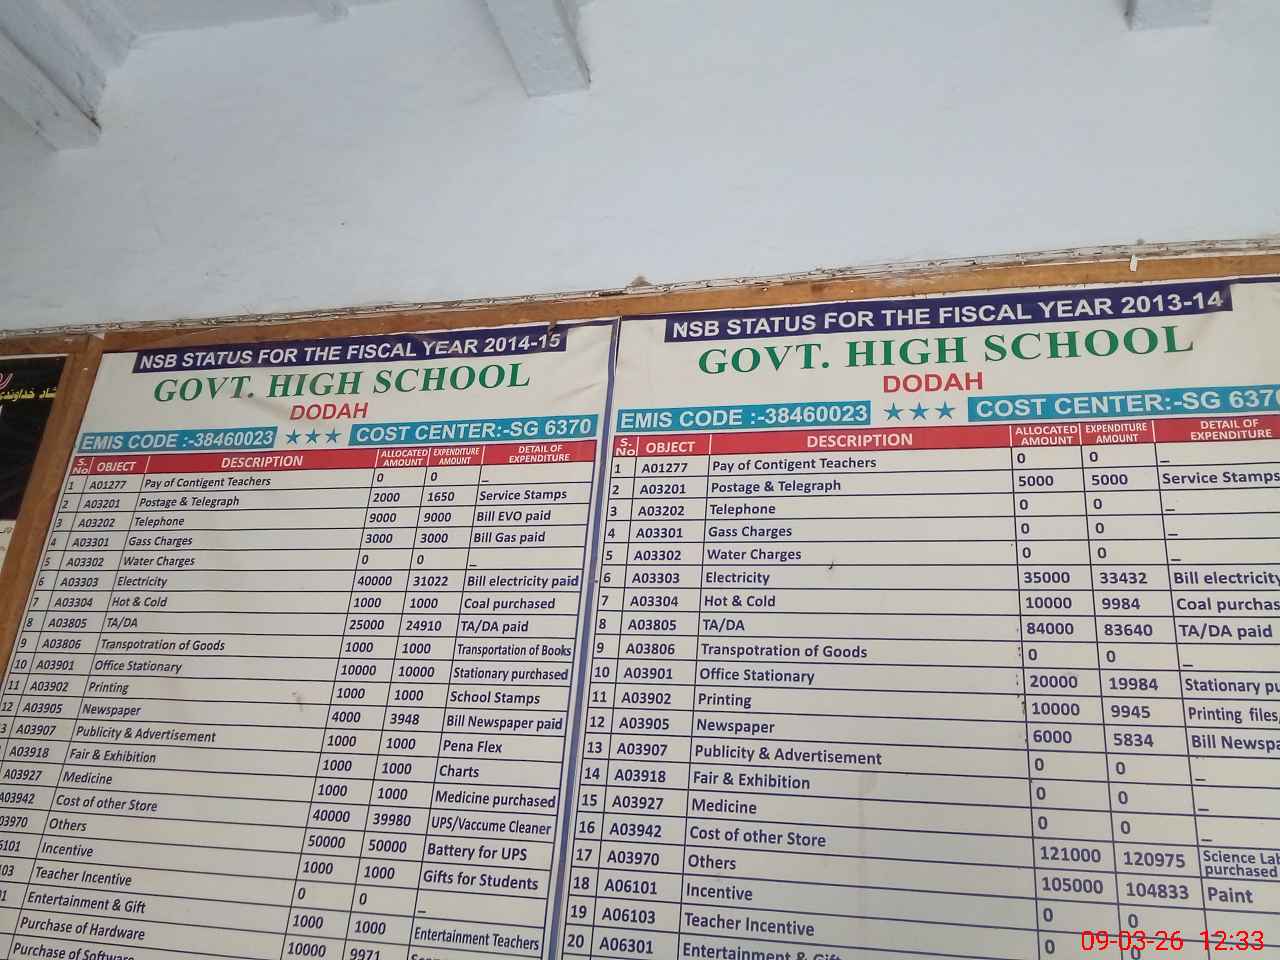 NSB STATUS FOR THE FISCAL YEAR 2014-15
GOVT. HIGH SCHOOL
DODAH
EMIS CODE :-38460023 ★★★ COST CENTER:-SG 6370
S. No OBJECT DESCRIPTION ALLOCATED AMOUNT EXPENDITURE AMOUNT DETAIL OF EXPENDITURE
1 A01277 Pay of Contigent Teachers 0 0 _
2 A03201 Postage & Telegraph 2000 1650 Service Stamps
3 A03202 Telephone 9000 9000 Bill EVO paid
4 A03301 Gass Charges 3000 3000 Bill Gas paid
5 A03302 Water Charges 0 0 _
6 A03303 Electricity 40000 31022 Bill electricity paid
7 A03304 Hot & Cold 1000 1000 Coal purchased
8 A03805 TA/DA 25000 24910 TA/DA paid
9 A03806 Transpotration of Goods 1000 1000 Transportation of Books
10 A03901 Office Stationary 10000 10000 Stationary purchased
11 A03902 Printing 1000 1000 School Stamps
12 A03905 Newspaper 4000 3948 Bill Newspaper paid
3 A03907 Publicity & Advertisement 1000 1000 Pena Flex
A03918 Fair & Exhibition 1000 1000 Charts
A03927 Medicine 1000 1000 Medicine purchased
A03942 Cost of other Store 40000 39980 UPS/Vaccume Cleaner
03970 Others 50000 50000 Battery for UPS
6101 Incentive 1000 1000 Gifts for Students
103 Teacher Incentive 0 0 _
01 Entertainment & Gift 1000 1000 Entertainment Teachers
Purchase of Hardware 10000 9971
Purchase of Software
NSB STATUS FOR THE FISCAL YEAR 2013-14
GOVT. HIGH SCHOOL
DODAH
EMIS CODE :-38460023 ★★★ COST CENTER:-SG 6370
S. No OBJECT DESCRIPTION ALLOCATED AMOUNT EXPENDITURE AMOUNT DETAIL OF EXPENDITURE
1 A01277 Pay of Contigent Teachers 0 0 _
2 A03201 Postage & Telegraph 5000 5000 Service Stamps
3 A03202 Telephone 0 0 _
4 A03301 Gass Charges 0 0 _
5 A03302 Water Charges 0 0 _
6 A03303 Electricity 35000 33432 Bill electricity
7 A03304 Hot & Cold 10000 9984 Coal purchas
8 A03805 TA/DA 84000 83640 TA/DA paid
9 A03806 Transpotration of Goods 0 0 _
10 A03901 Office Stationary 20000 19984 Stationary pu
11 A03902 Printing 10000 9945 Printing files,
12 A03905 Newspaper 6000 5834 Bill Newspa
13 A03907 Publicity & Advertisement 0 0 _
14 A03918 Fair & Exhibition 0 0 _
15 A03927 Medicine 0 0 _
16 A03942 Cost of other Store 121000 120975 Science Lab purchased
17 A03970 Others 105000 104833 Paint
18 A06101 Incentive 0 0
19 A06103 Teacher Incentive 0 0
20 A06301 Entertainment & Gift
09-03-26 12:33